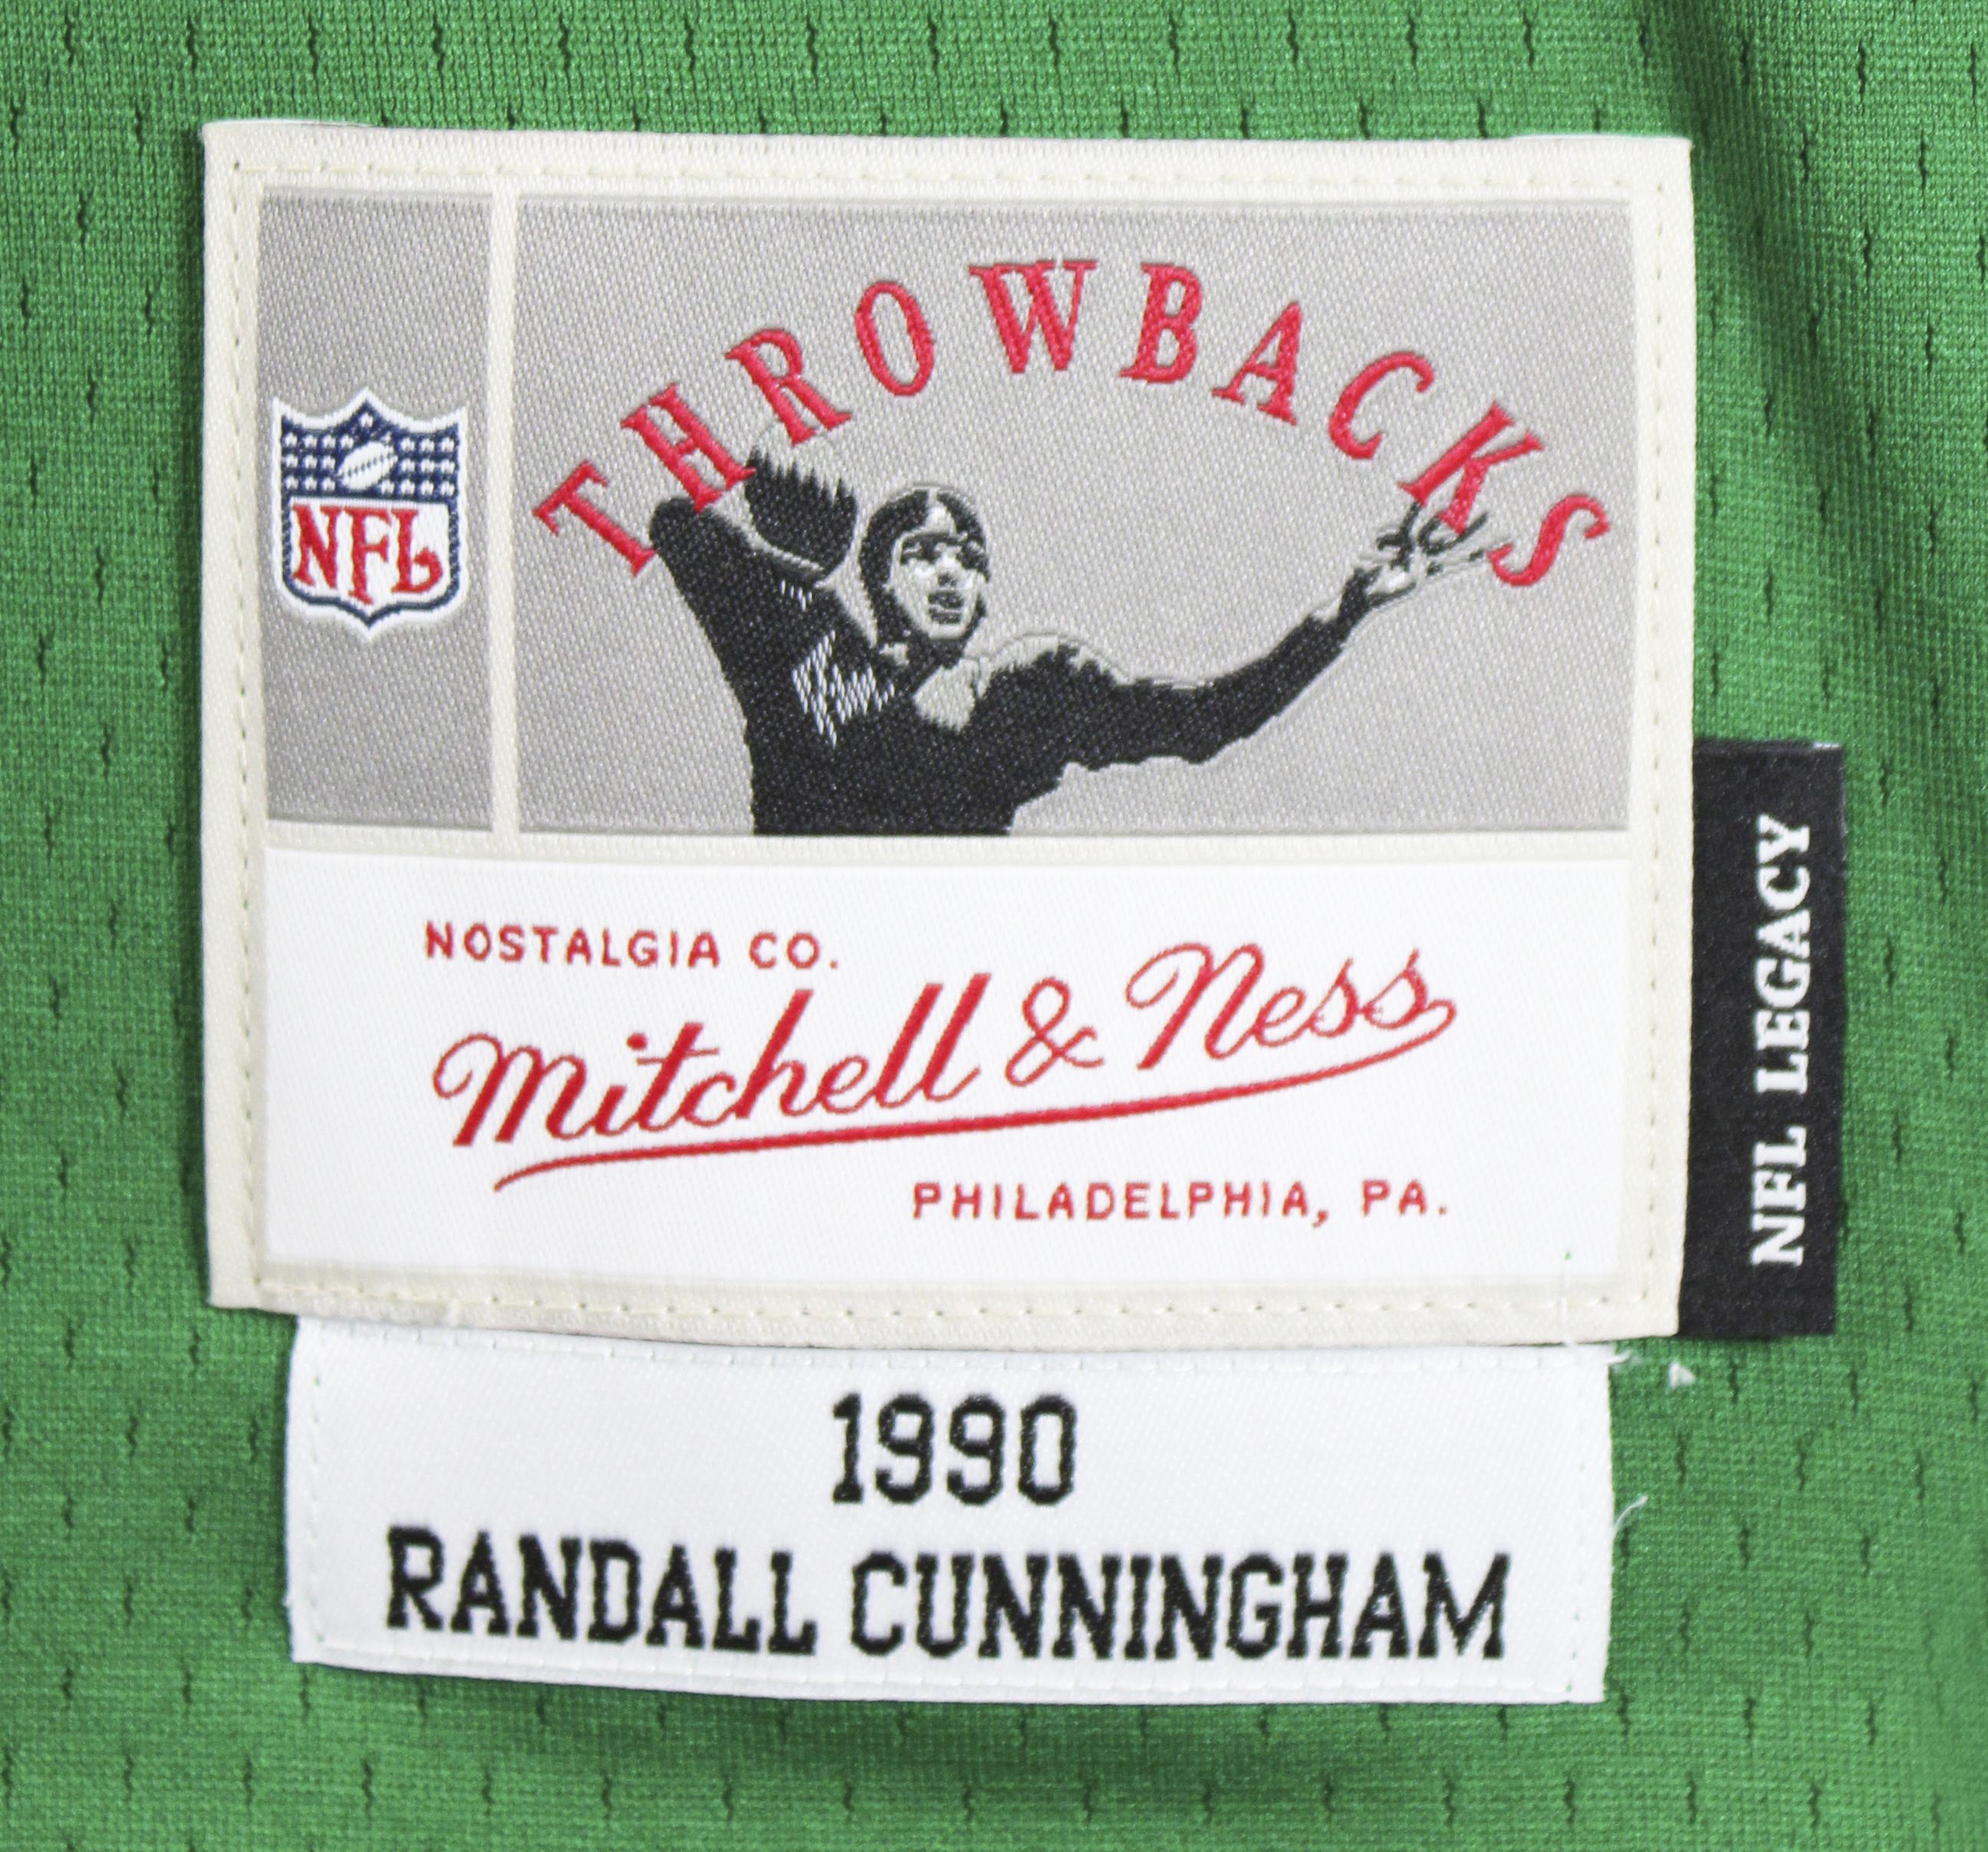 THROWBACKS
NFL
NOSTALGIA CO.
Mitchell & Ness
PHILADELPHIA, PA.
NFL LEGACY
1990
RANDALL CUNNINGHAM